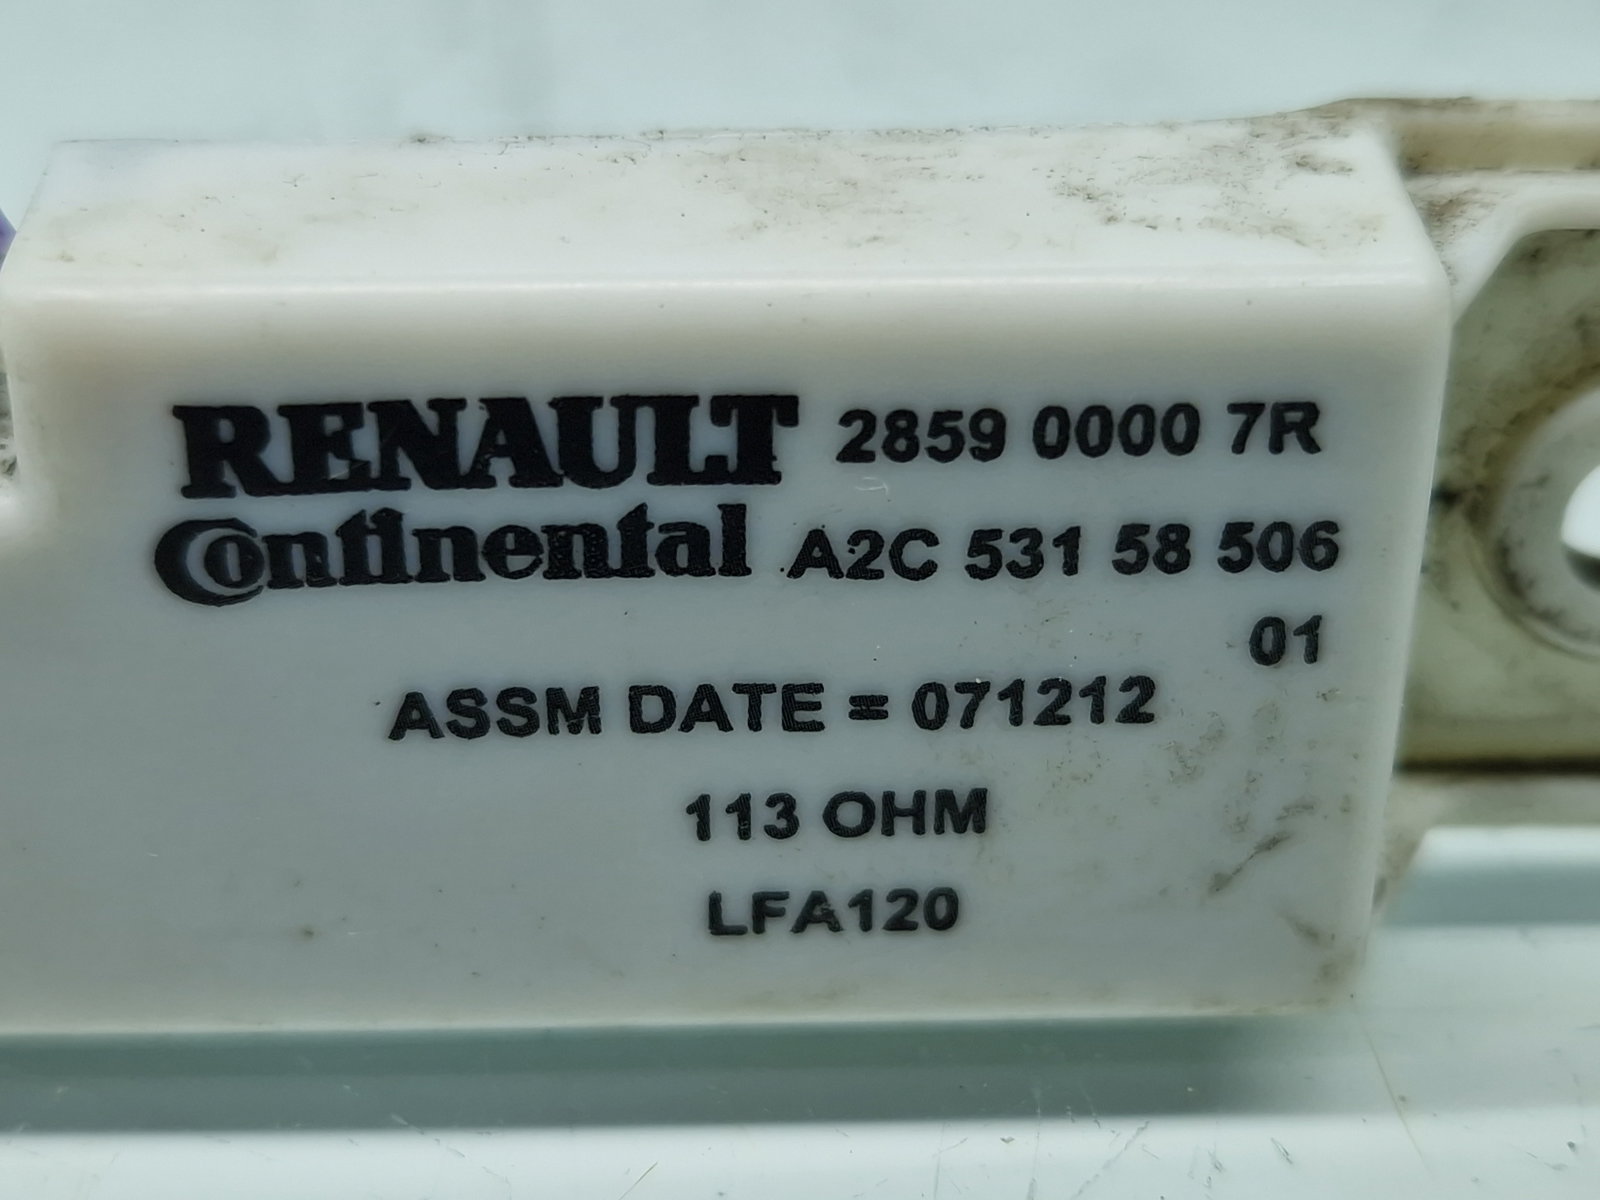 RENAULT 2859 0000 7R
Continental A2C 531 58 506
01
ASSM DATE = 071212
113 OHM
LFA120